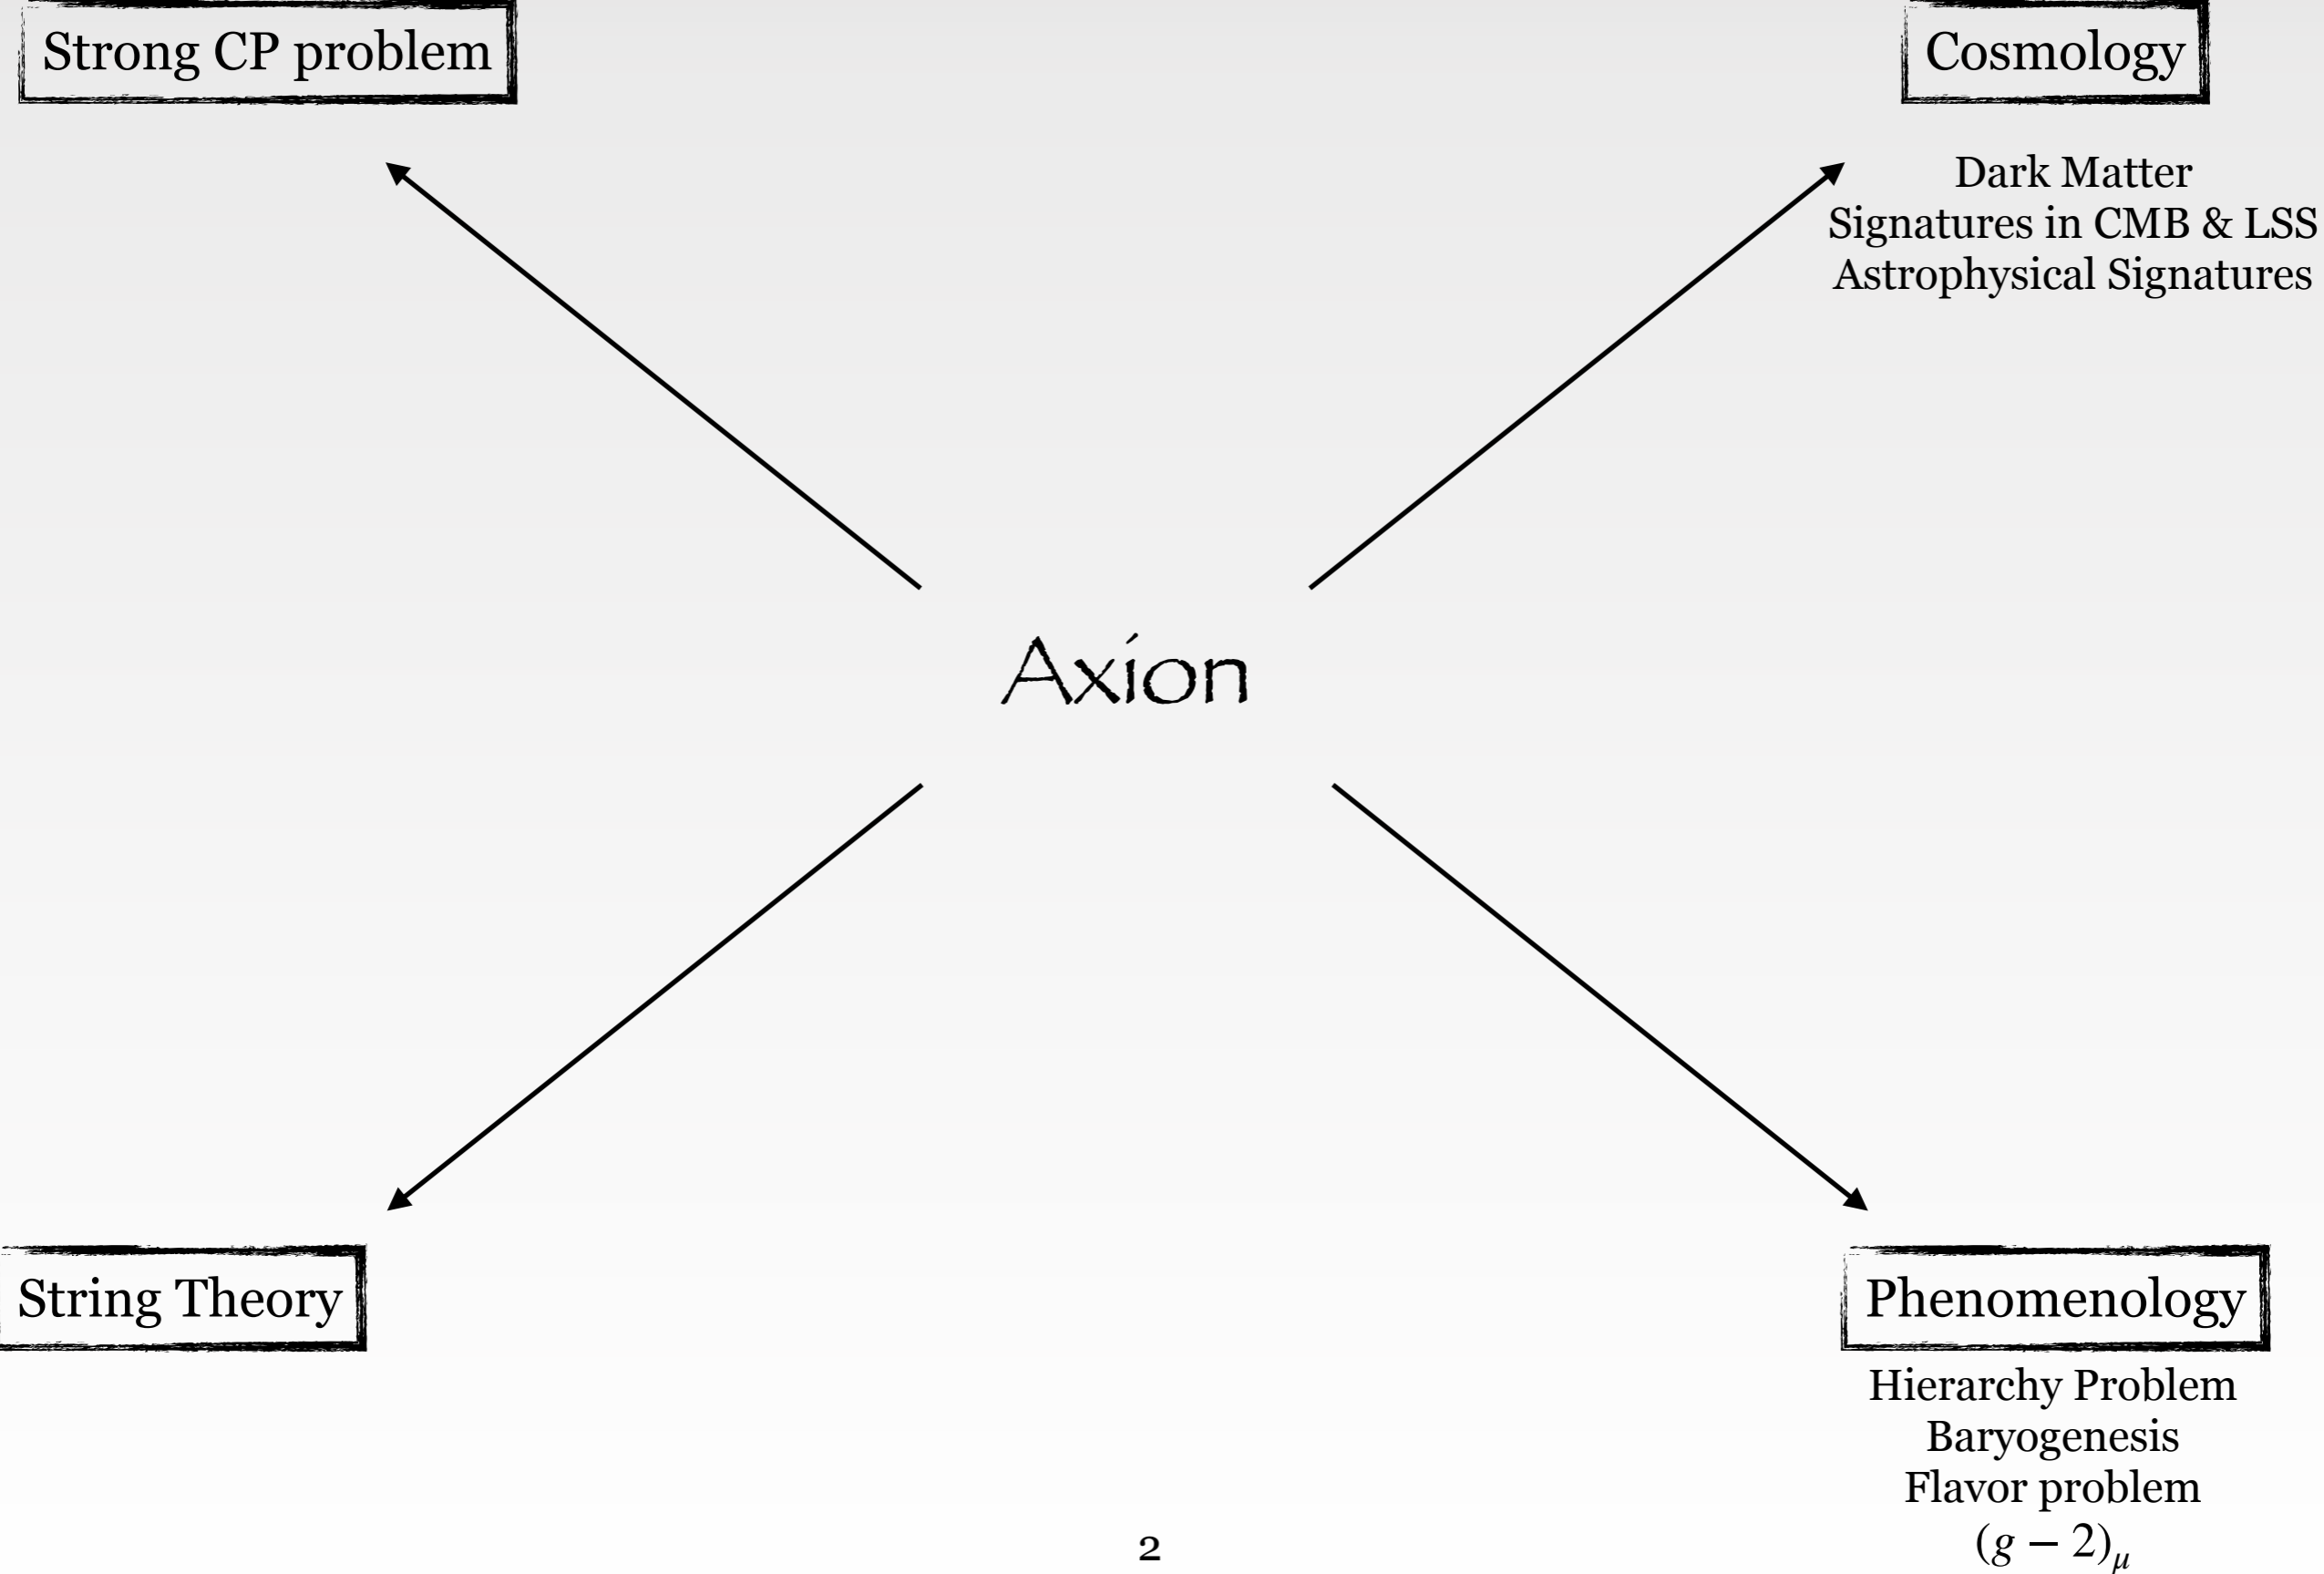 Strong CP problem
Cosmology
Dark Matter
Signatures in CMB & LSS
Astrophysical Signatures
Axion
String Theory
Phenomenology
Hierarchy Problem
Baryogenesis
Flavor problem
$(g-2)_\mu$
2